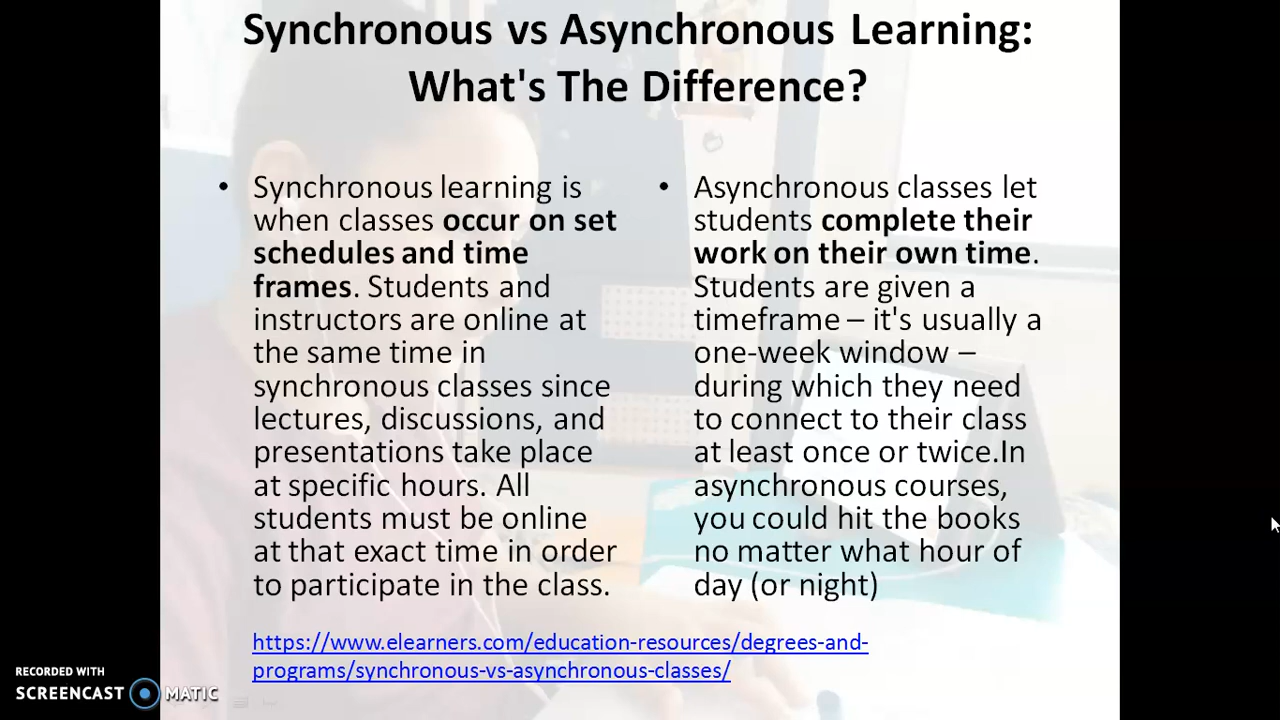 Synchronous vs Asynchronous Learning:
What's The Difference?
• Synchronous learning is
when classes occur on set
schedules and time
frames. Students and
instructors are online at
the same time in
synchronous classes since
lectures, discussions, and
presentations take place
at specific hours. All
students must be online
at that exact time in order
to participate in the class.
• Asynchronous classes let
students complete their
work on their own time.
Students are given a
timeframe – it's usually a
one-week window –
during which they need
to connect to their class
at least once or twice.In
asynchronous courses,
you could hit the books
no matter what hour of
day (or night)
https://www.elearners.com/education-resources/degrees-and-
programs/synchronous-vs-asynchronous-classes/
RECORDED WITH
SCREENCAST MATIC